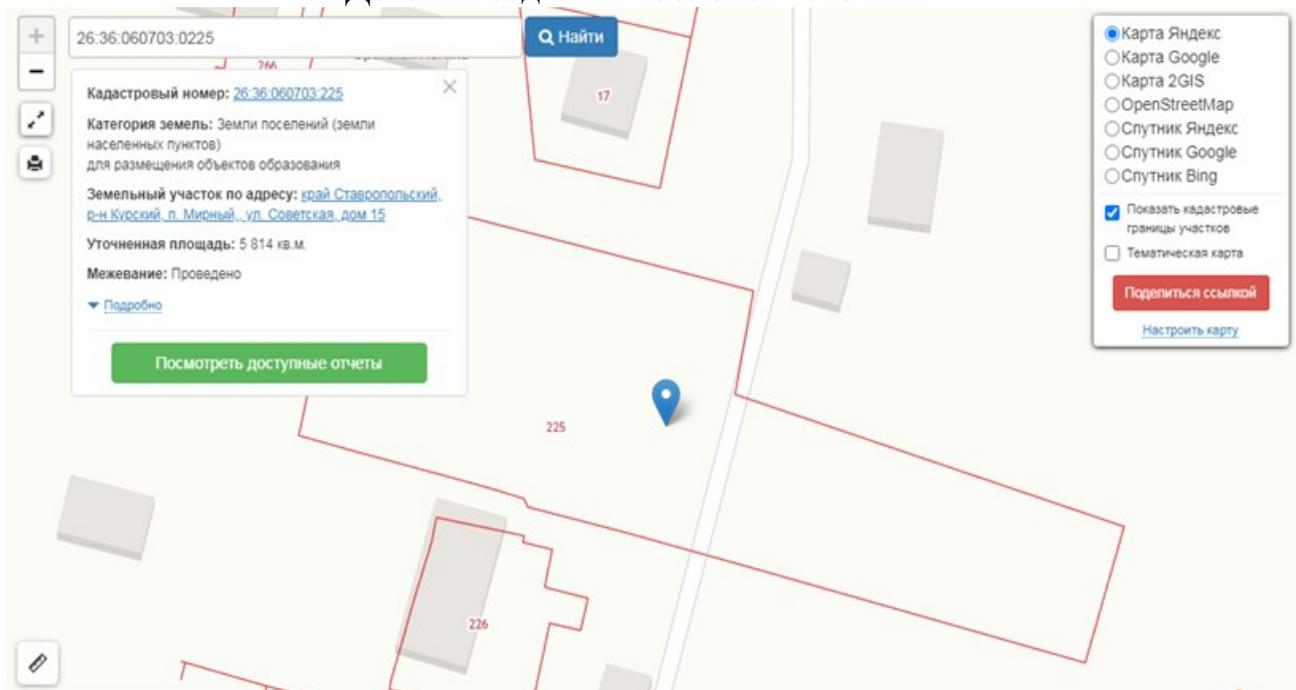 26:36:060703:0225
Найти
266
Кадастровый номер: 26:36:060703:225
Категория земель: Земли поселений (земли
населенных пунктов)
для размещения объектов образования
Земельный участок по адресу: край Ставропольский,
р-н Курский, п. Мирный,, ул. Советская, дом 15
Уточненная площадь: 5 814 кв.м.
Межевание: Проведено
Подробно
Посмотреть доступные отчеты
17
225
226
Карта Яндекс
Карта Google
Карта 2GIS
OpenStreetMap
Спутник Яндекс
Спутник Google
Спутник Bing
Показать кадастровые
границы участков
Тематическая карта
Поделиться ссылкой
Настроить карту